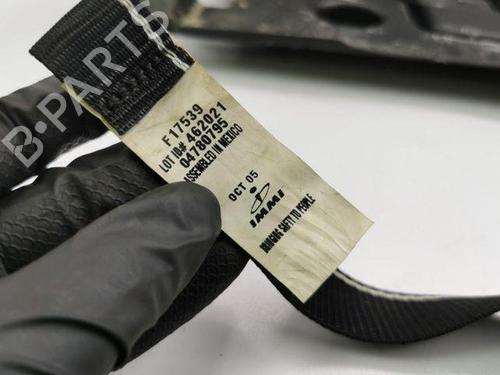 B-PARTS
F17539
LOT ID# 462021
04780795
ASSEMBLED IN MEXICO
OCT 05
IMMI
BRINGING SAFETY TO PEOPLE